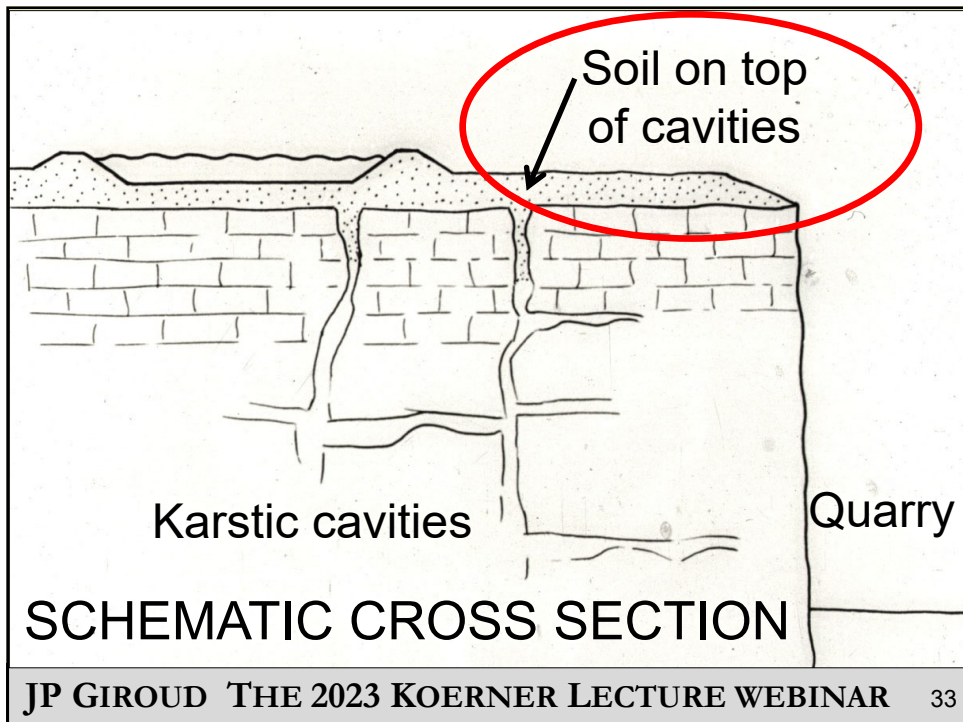 Soil on top
of cavities
Karstic cavities
Quarry
SCHEMATIC CROSS SECTION
JP GIROUD THE 2023 KOERNER LECTURE WEBINAR 33